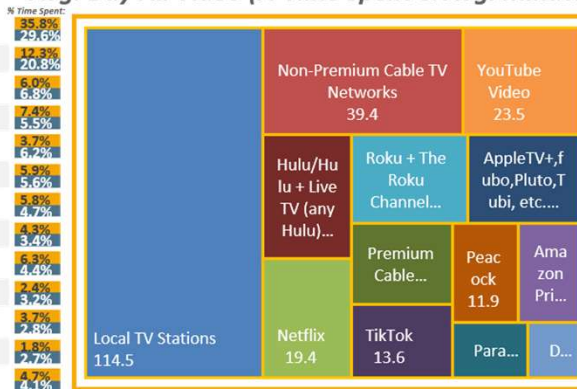 % Time Spent:
35.8%
29.6%
12.3%
20.8%
6.0%
6.8%
7.4%
5.5%
3.7%
6.2%
5.9%
5.6%
5.8%
4.7%
4.3%
3.4%
6.3%
4.4%
2.4%
3.2%
3.7%
2.8%
1.8%
2.7%
4.7%
4.1%
Local TV Stations
114.5
Non-Premium Cable TV
Networks
39.4
YouTube
Video
23.5
Hulu/Hu
lu + Live
TV (any
Hulu)...
Roku + The
Roku
Channel...
AppleTV+,f
ubo,Pluto,T
ubi, etc....
Premium
Cable...
Peac
ock
11.9
Ama
zon
Pri...
Netflix
19.4
TikTok
13.6
Para...
D...